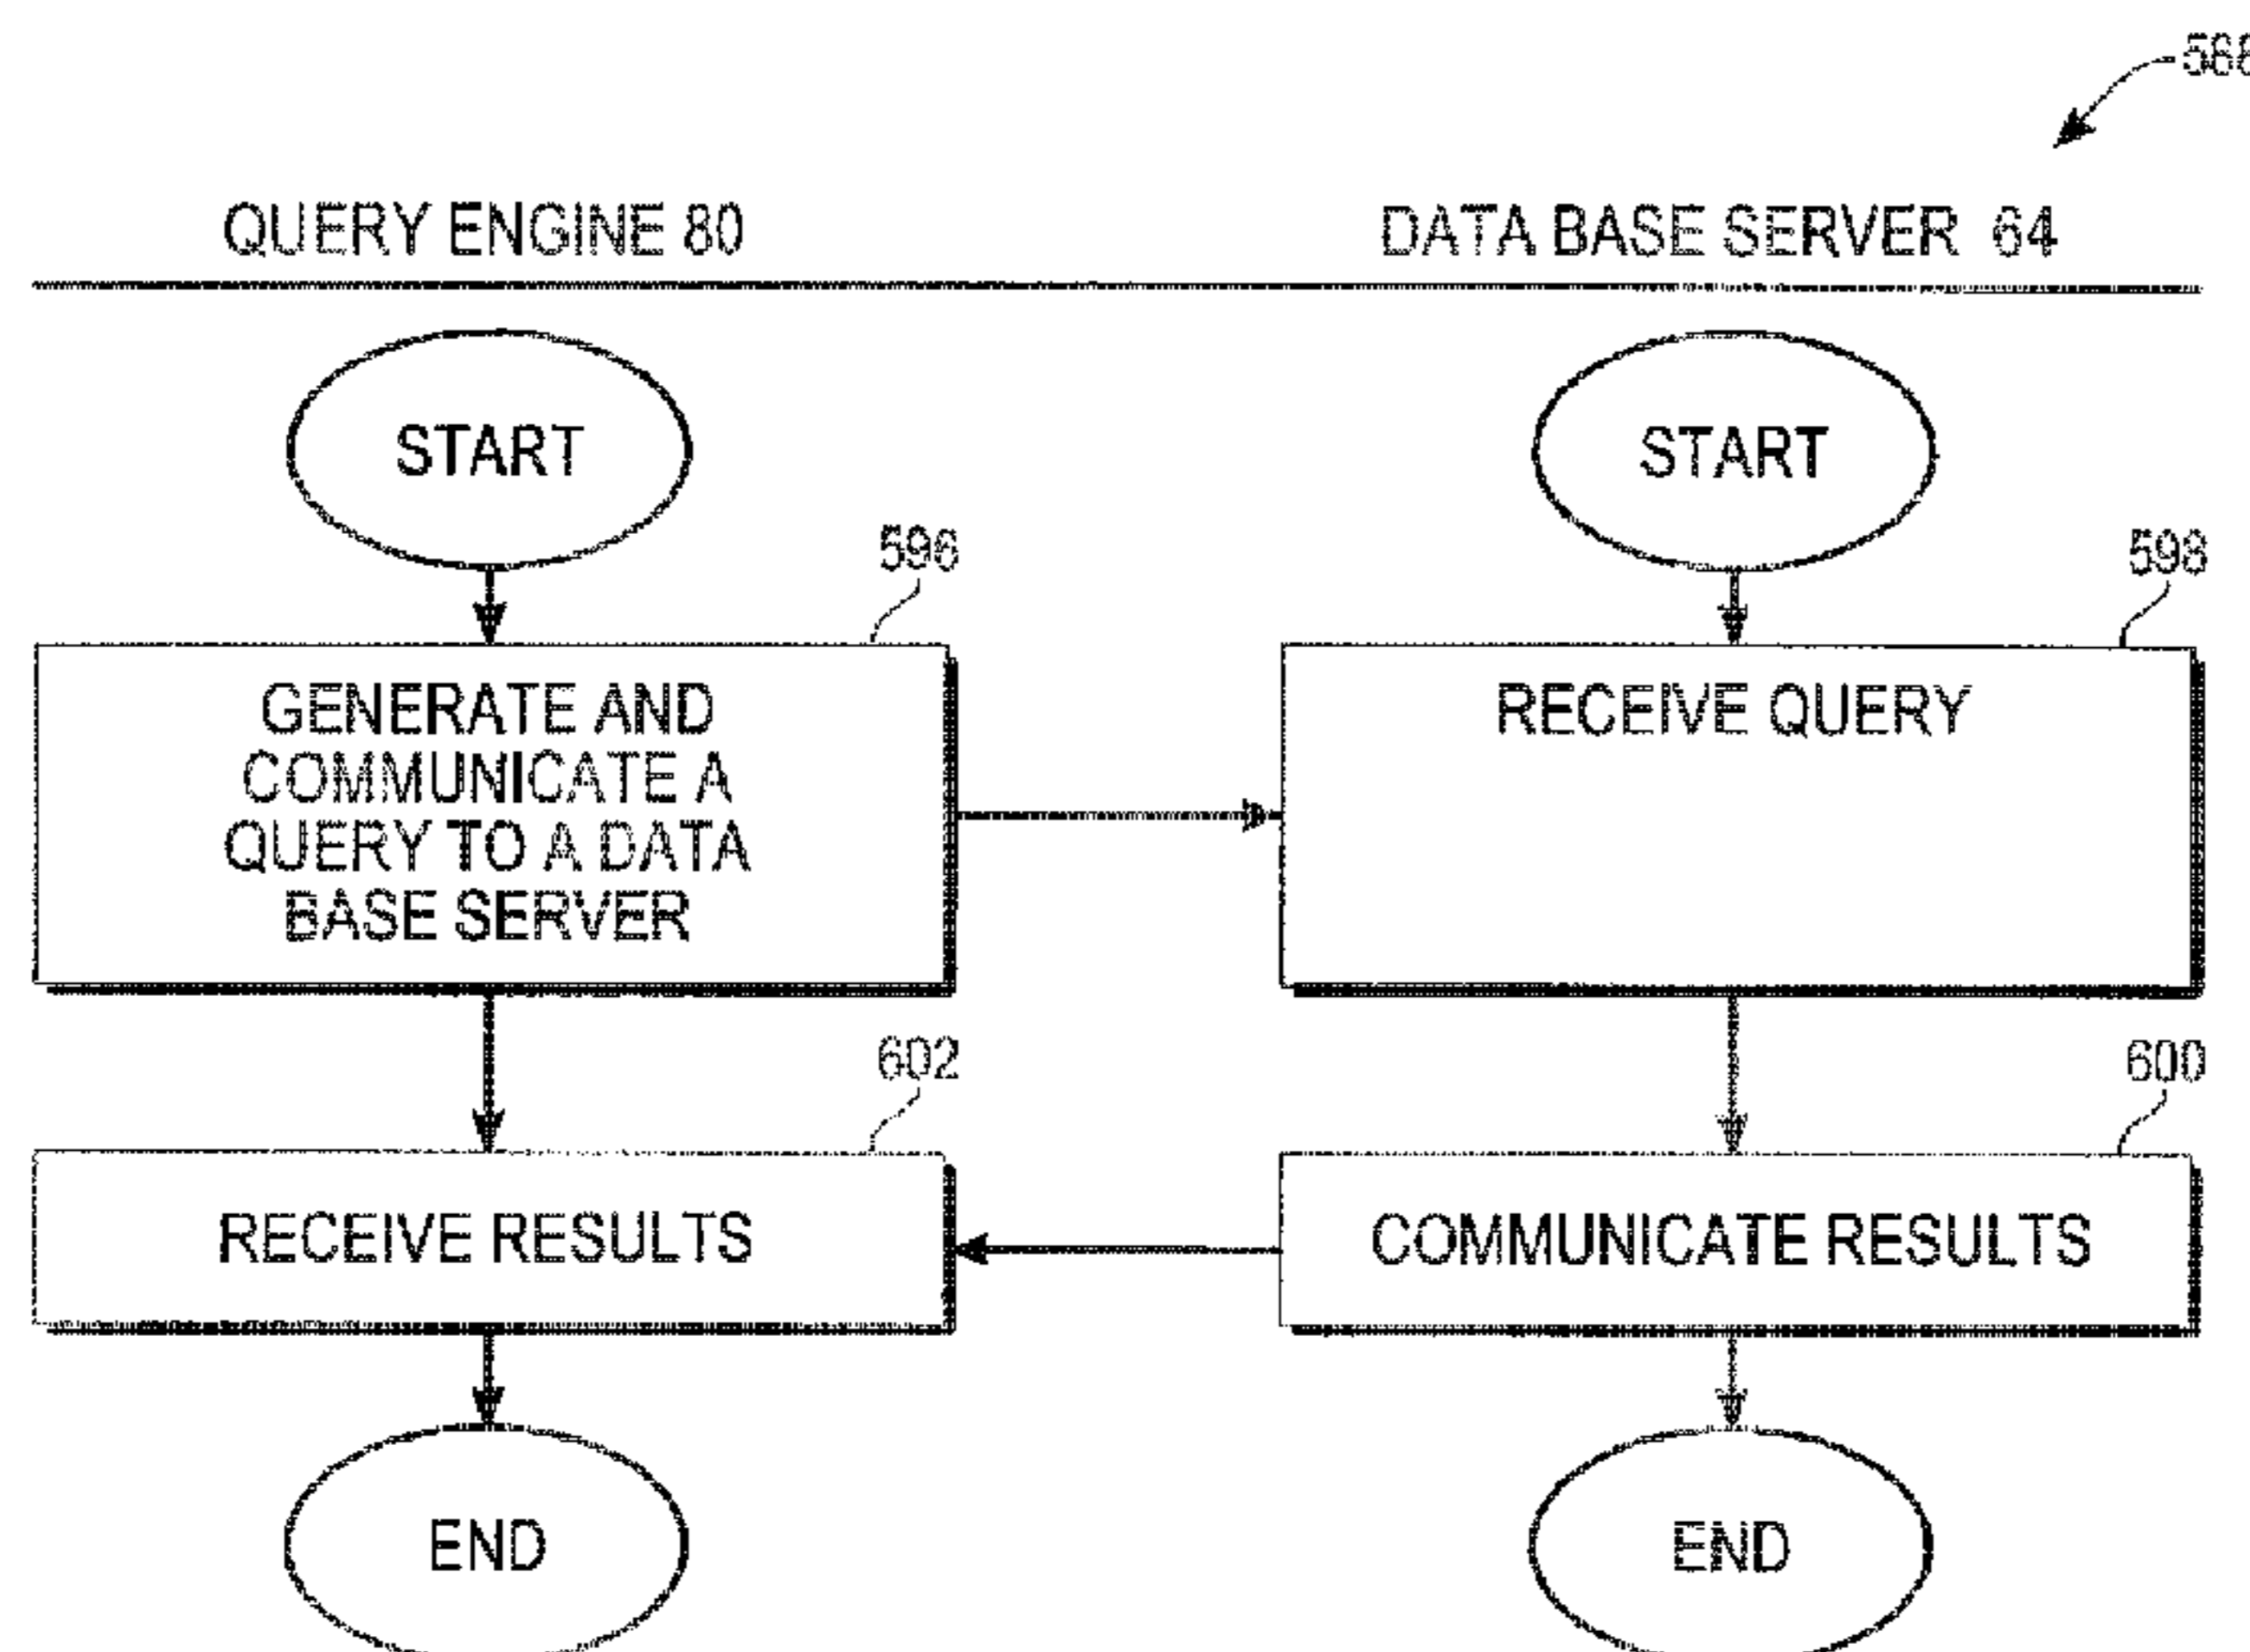 QUERY ENGINE 80
DATA BASE SERVER 64
START
START
596
598
GENERATE AND
COMMUNICATE A
QUERY TO A DATA
BASE SERVER
RECEIVE QUERY
602
600
RECEIVE RESULTS
COMMUNICATE RESULTS
END
END